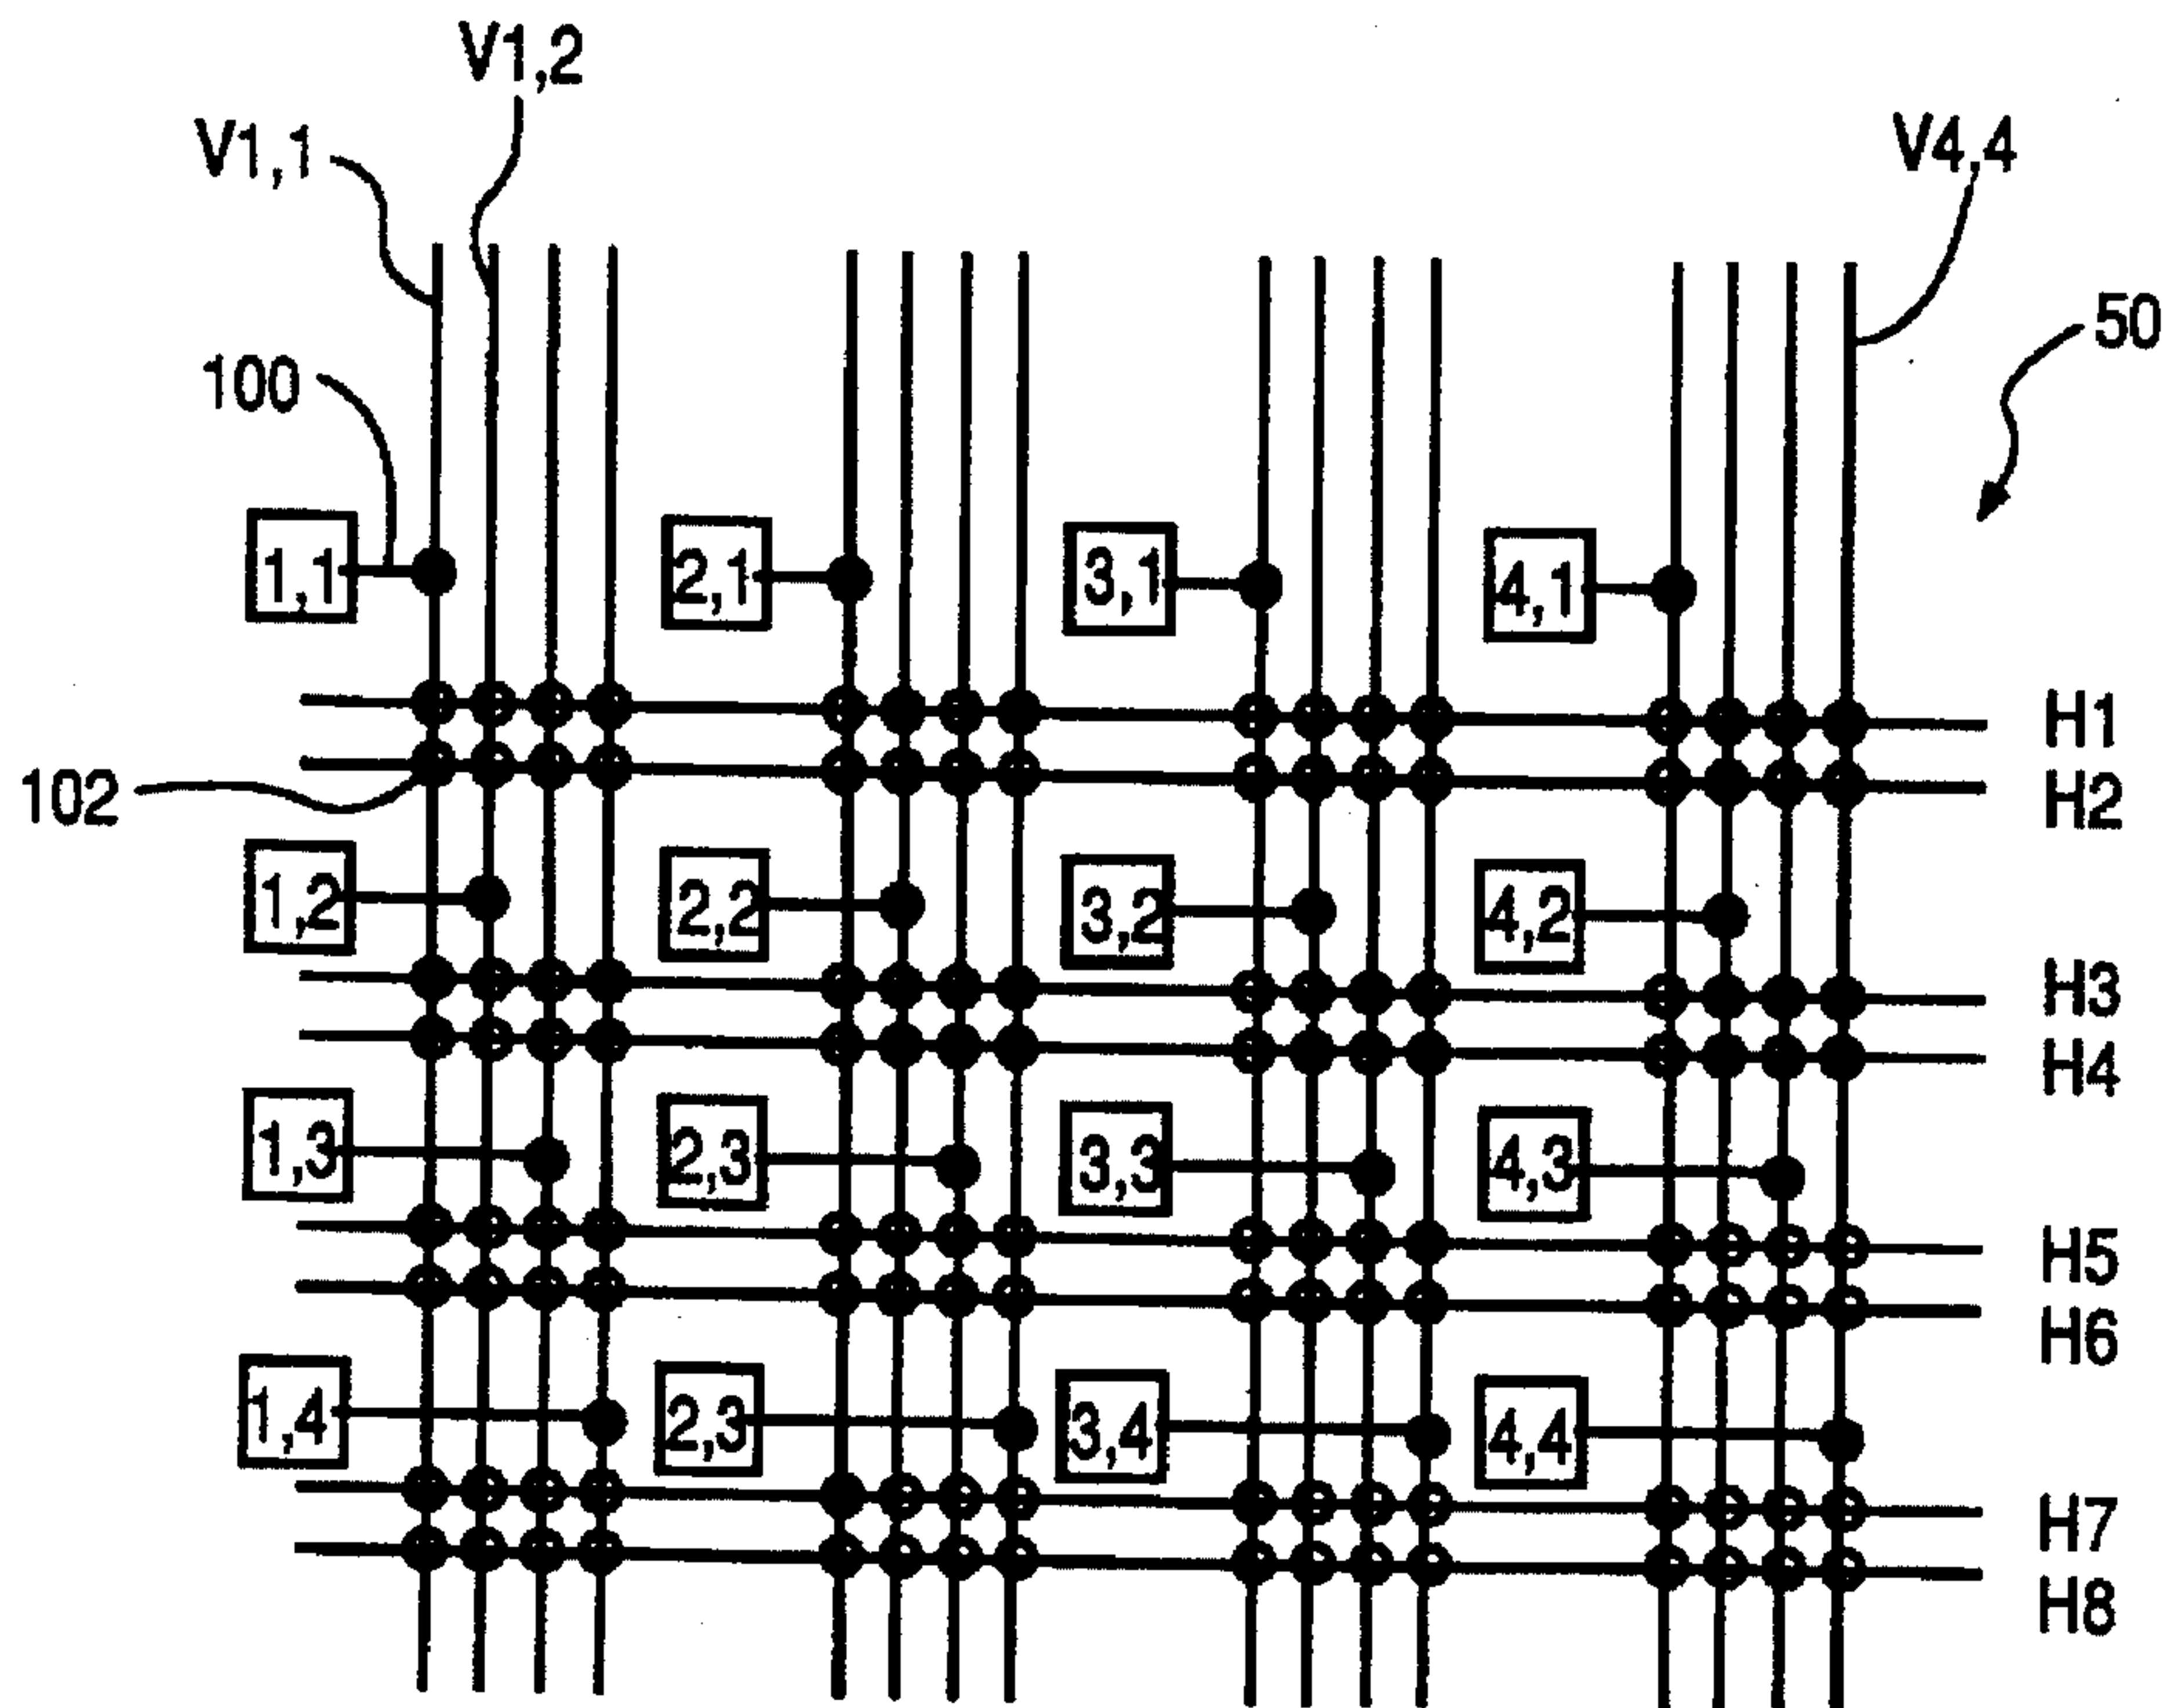 V1,2
V1,1
V4,4
50
100
1,1 2,1 3,1 4,1
H1
102
H2
1,2 2,2 3,2 4,2
H3
H4
1,3 2,3 3,3 4,3
H5
H6
1,4 2,3 3,4 4,4
H7
H8